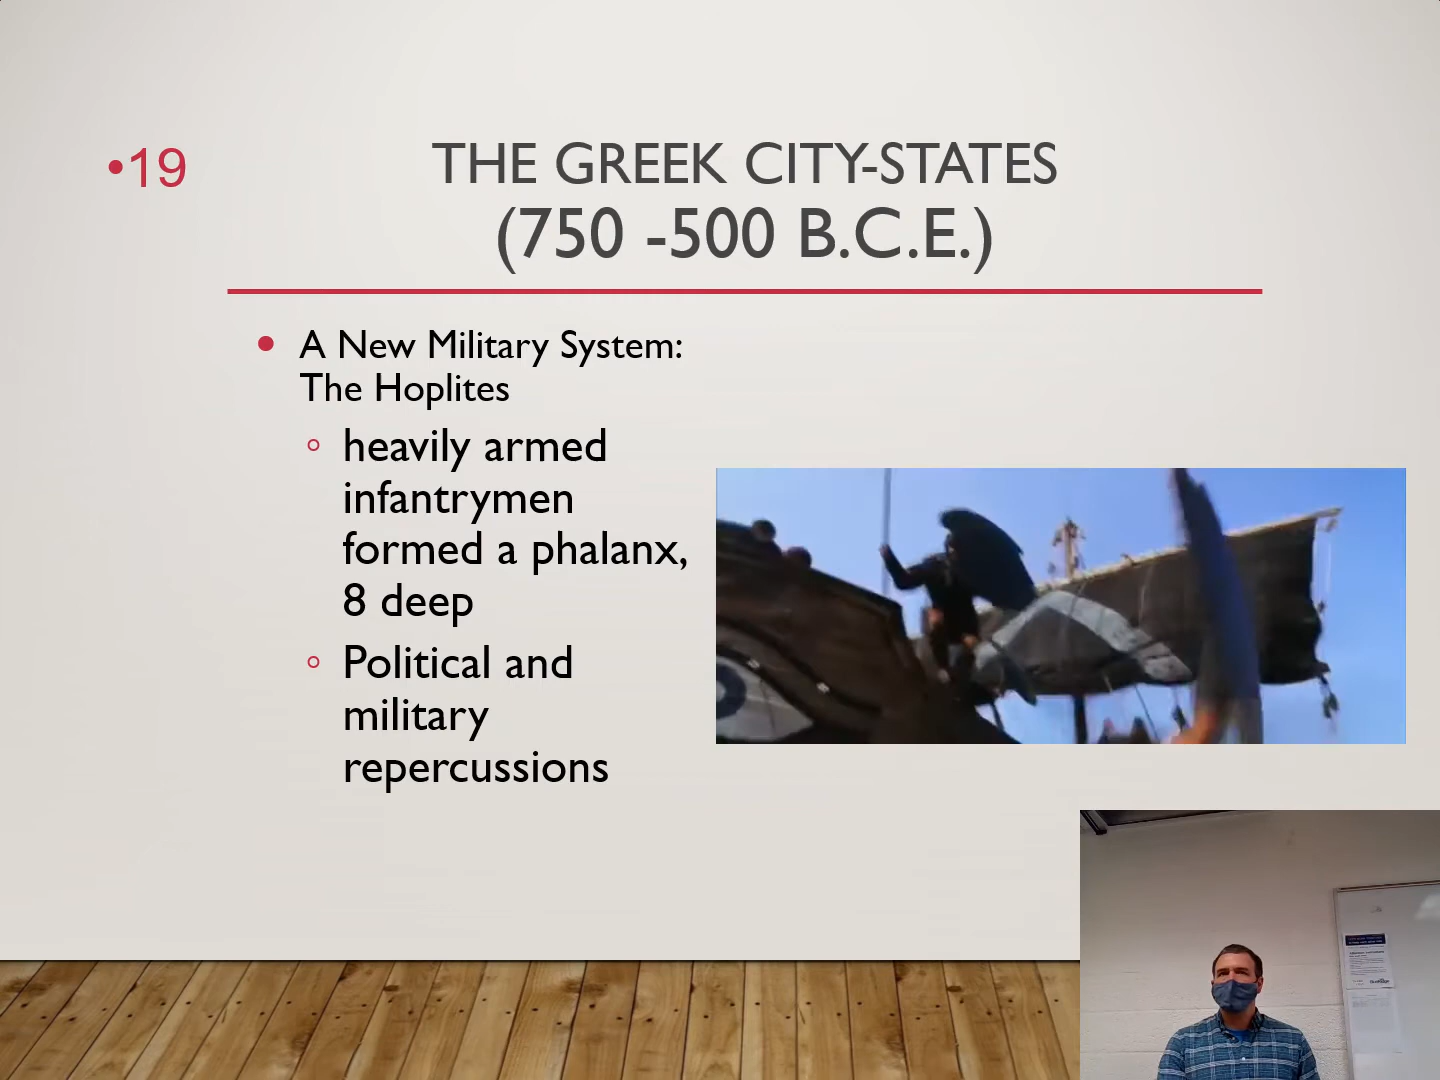 •19
THE GREEK CITY-STATES
(750 -500 B.C.E.)
• A New Military System:
The Hoplites
◦ heavily armed
infantrymen
formed a phalanx,
8 deep
◦ Political and
military
repercussions